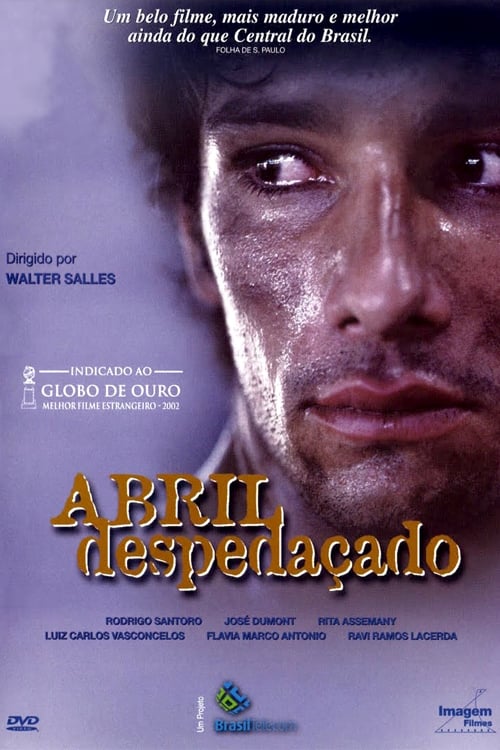 Um belo filme, mais maduro e melhor
ainda do que Central do Brasil.
FOLHA DE S. PAULO
Dirigido por
WALTER SALLES
INDICADO AO
GLOBO DE OURO
MELHOR FILME ESTRANGEIRO - 2002
ABRIL
despedaçado
RODRIGO SANTORO JOSÉ DUMONT RITA ASSEMANY
LUIZ CARLOS VASCONCELOS FLAVIA MARCO ANTONIO RAVI RAMOS LACERDA
Um Projeto
BrasilTelecom
DVD
VIDEO
Imagem
Filmes